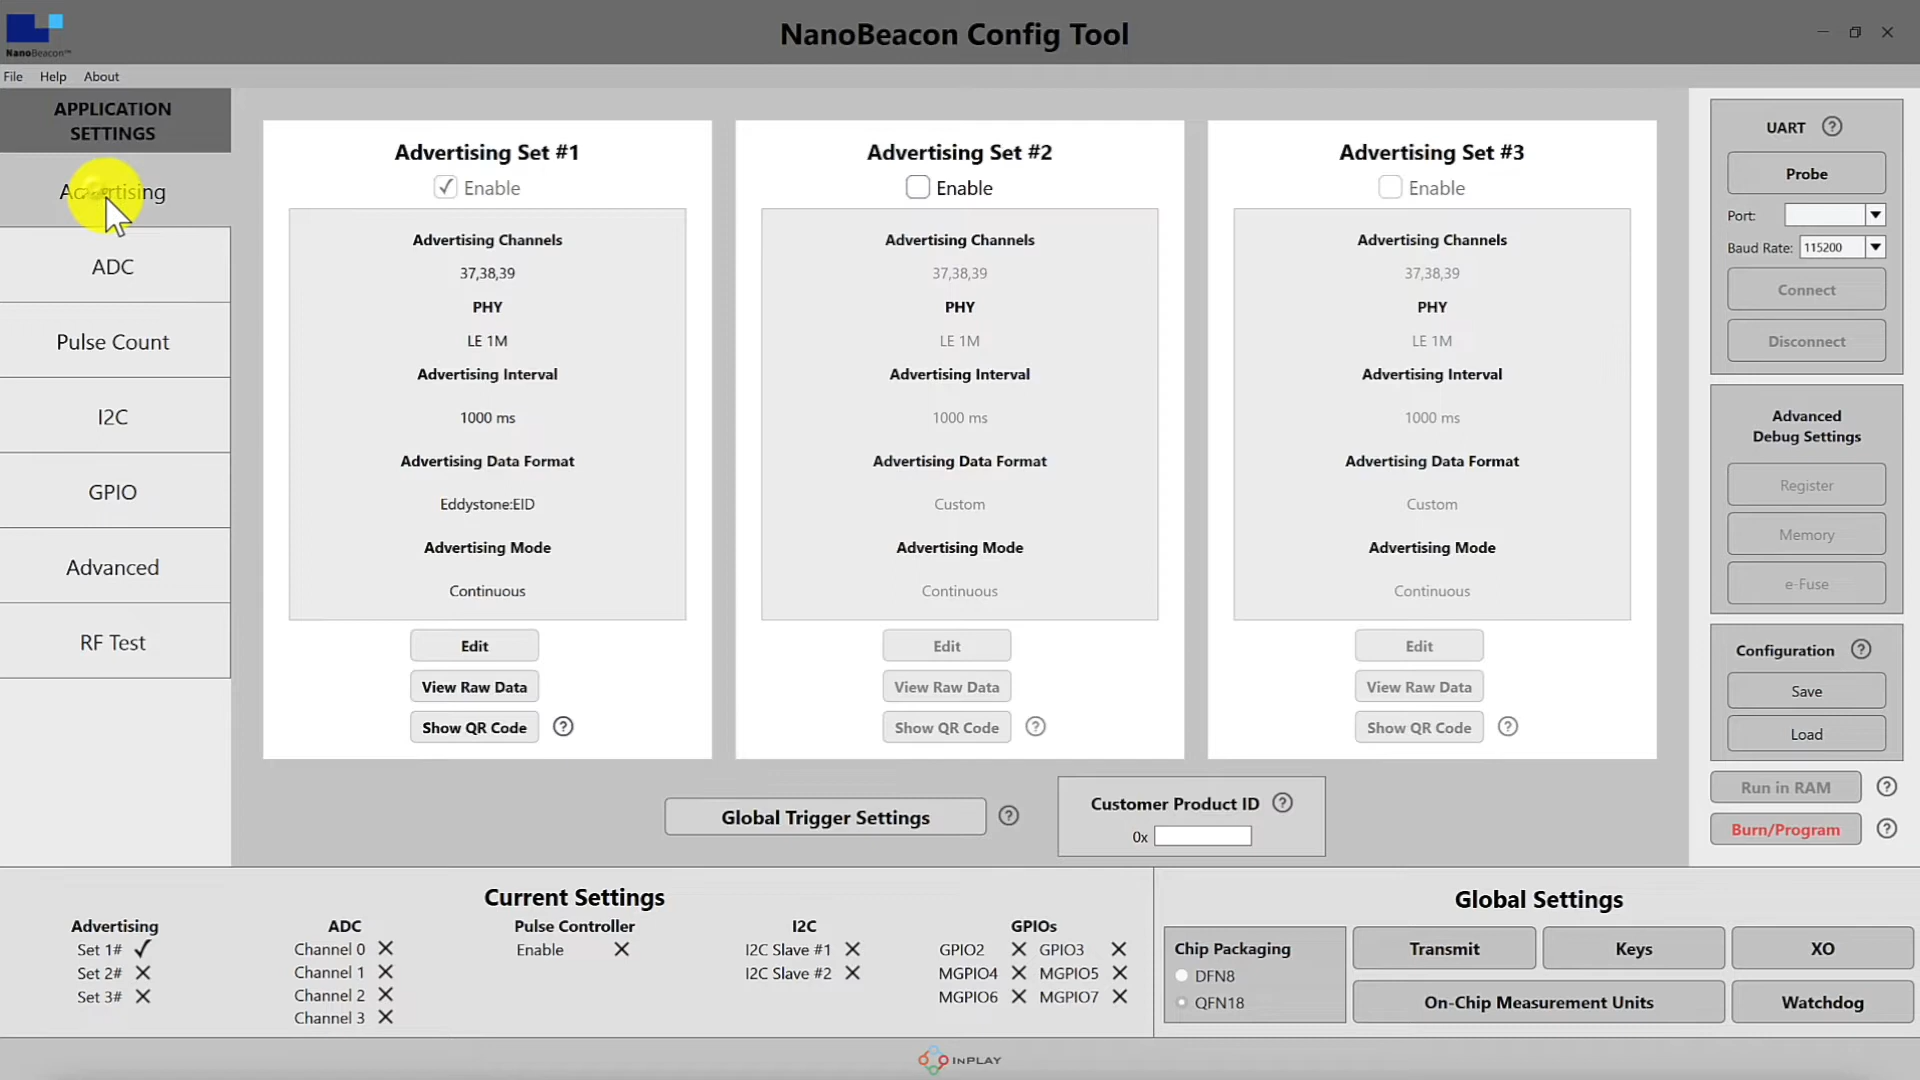 NanoBeacon Config Tool
NanoBeacon™
File Help About
APPLICATION
SETTINGS
Advertising
ADC
Pulse Count
I2C
GPIO
Advanced
RF Test
Advertising Set #1
Enable
Advertising Channels
37,38,39
PHY
LE 1M
Advertising Interval
1000 ms
Advertising Data Format
Eddystone:EID
Advertising Mode
Continuous
Edit
View Raw Data
Show QR Code ?
Advertising Set #2
Enable
Advertising Channels
37,38,39
PHY
LE 1M
Advertising Interval
1000 ms
Advertising Data Format
Custom
Advertising Mode
Continuous
Edit
View Raw Data
Show QR Code ?
Advertising Set #3
Enable
Advertising Channels
37,38,39
PHY
LE 1M
Advertising Interval
1000 ms
Advertising Data Format
Custom
Advertising Mode
Continuous
Edit
View Raw Data
Show QR Code ?
Global Trigger Settings ?
Customer Product ID ?
0x
UART ?
Probe
Port:
Baud Rate: 115200
Connect
Disconnect
Advanced
Debug Settings
Register
Memory
e-Fuse
Configuration ?
Save
Load
Run in RAM ?
Burn/Program ?
Current Settings
Advertising
Set 1#
Set 2#
Set 3#
ADC
Channel 0
Channel 1
Channel 2
Channel 3
Pulse Controller
Enable
I2C
I2C Slave #1
I2C Slave #2
GPIOs
GPIO2 GPIO3
MGPIO4 MGPIO5
MGPIO6 MGPIO7
Global Settings
Chip Packaging
DFN8
QFN18
Transmit Keys XO
On-Chip Measurement Units Watchdog
INPLAY